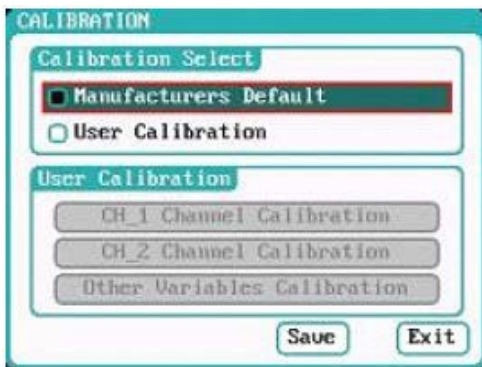 CALIBRATION
Calibration Select
Manufacturers Default
User Calibration
User Calibration
CH_1 Channel Calibration
CH_2 Channel Calibration
Other Variables Calibration
Save Exit